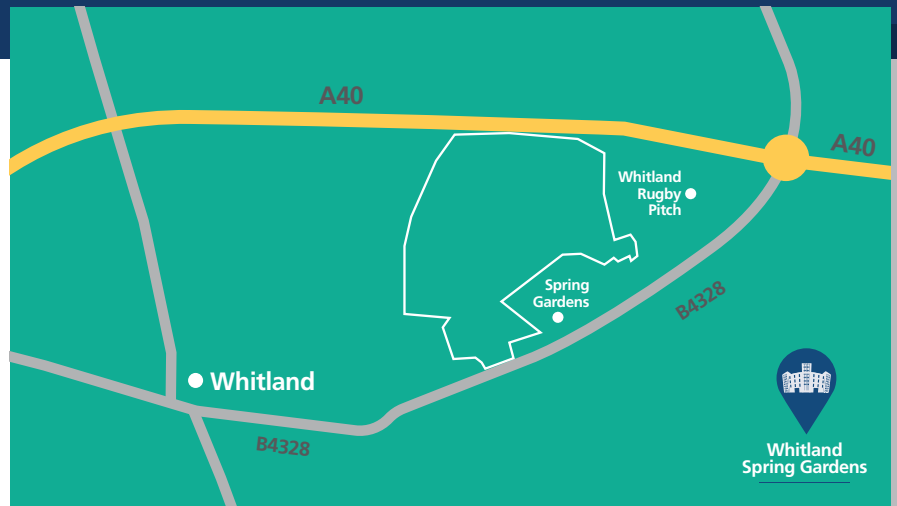 A40
A40
Whitland
Rugby
Pitch
Spring
Gardens
B4328
Whitland
B4328
Whitland
Spring Gardens